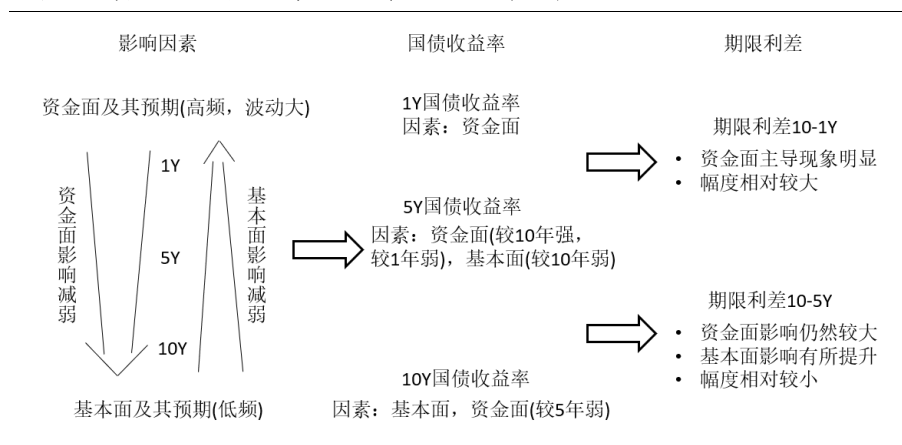 影响因素
国债收益率
期限利差
资金面及其预期(高频，波动大)
资金面影响减弱
1Y
5Y
10Y
基本面影响减弱
基本面及其预期(低频)
1Y国债收益率
因素：资金面
5Y国债收益率
因素：资金面(较10年强，
较1年弱)，基本面(较10年弱)
10Y国债收益率
因素：基本面，资金面(较5年弱)
期限利差10-1Y
• 资金面主导现象明显
• 幅度相对较大
期限利差10-5Y
• 资金面影响仍然较大
• 基本面影响有所提升
• 幅度相对较小